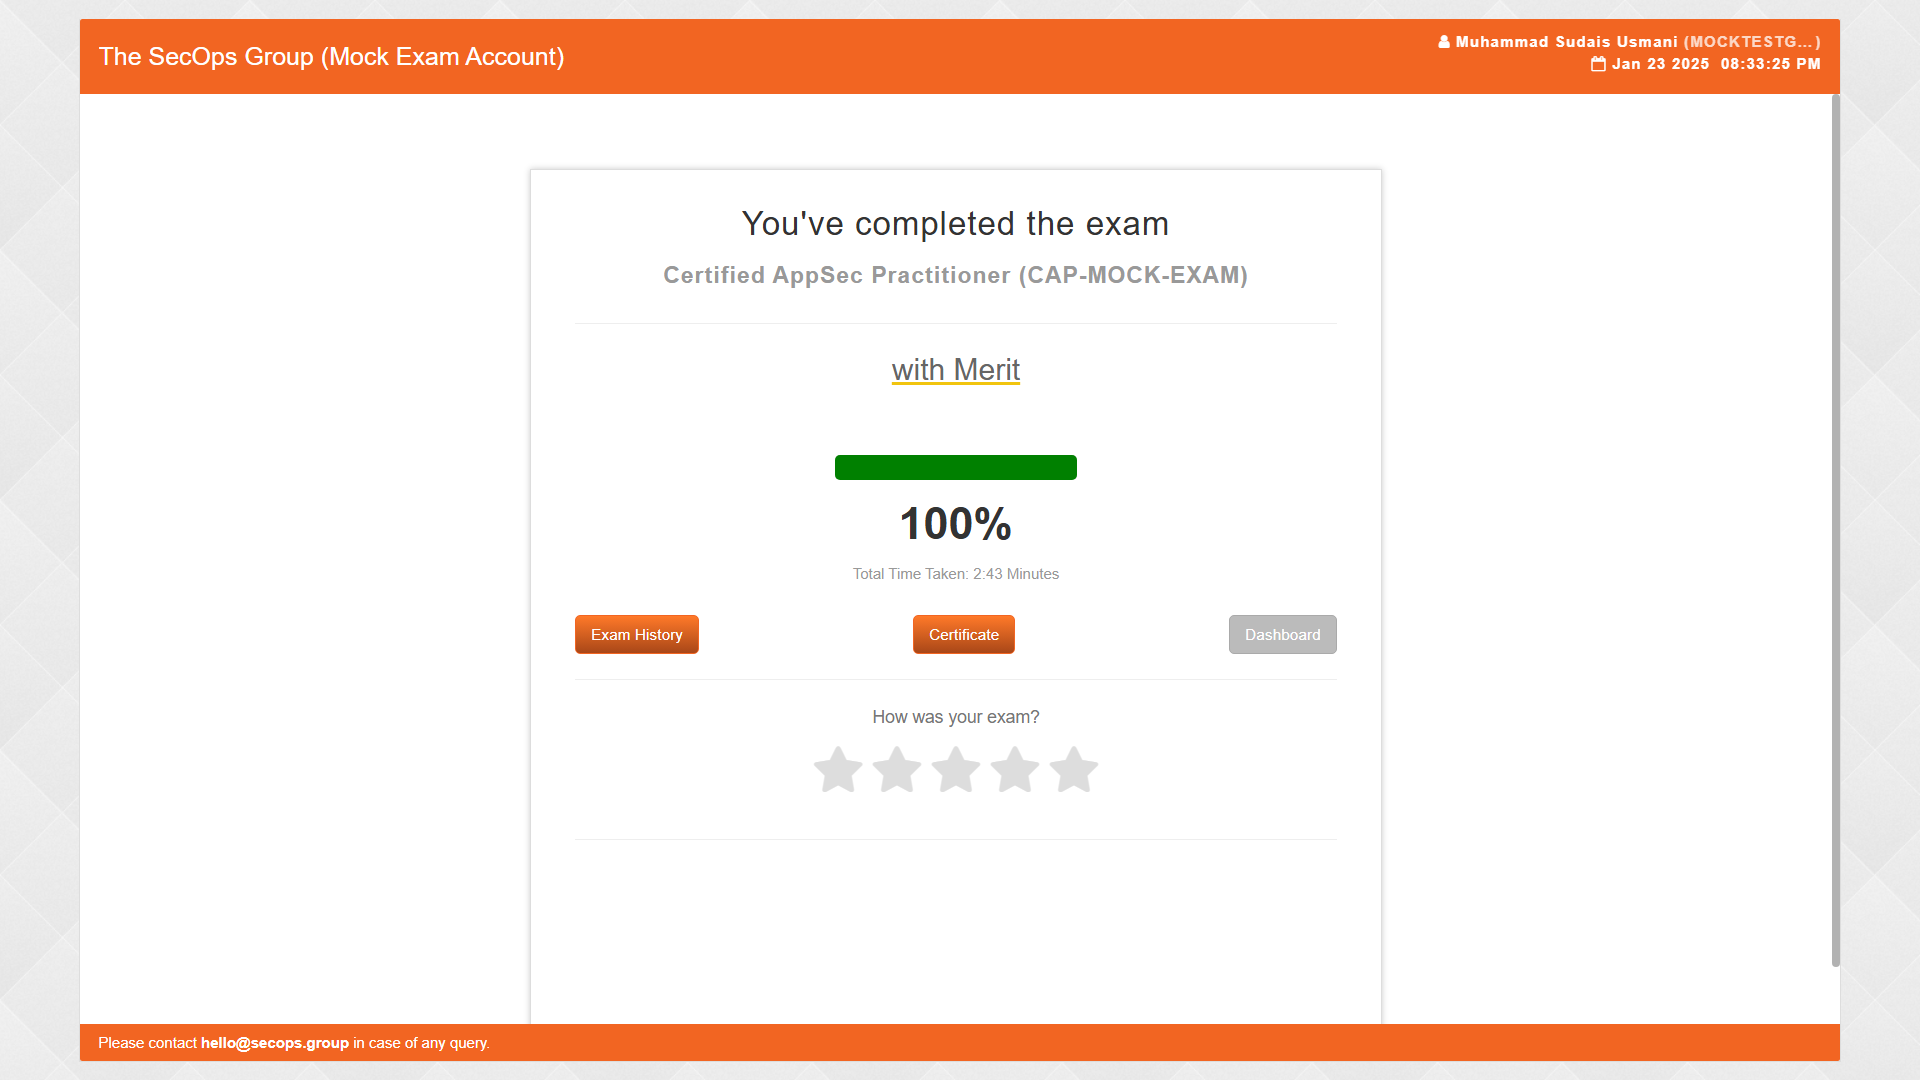 The SecOps Group (Mock Exam Account)
Muhammad Sudais Usmani (MOCKTESTG...)
Jan 23 2025 08:33:25 PM
You've completed the exam
Certified AppSec Practitioner (CAP-MOCK-EXAM)
with Merit
100%
Total Time Taken: 2:43 Minutes
Exam History
Certificate
Dashboard
How was your exam?
Please contact hello@secops.group in case of any query.